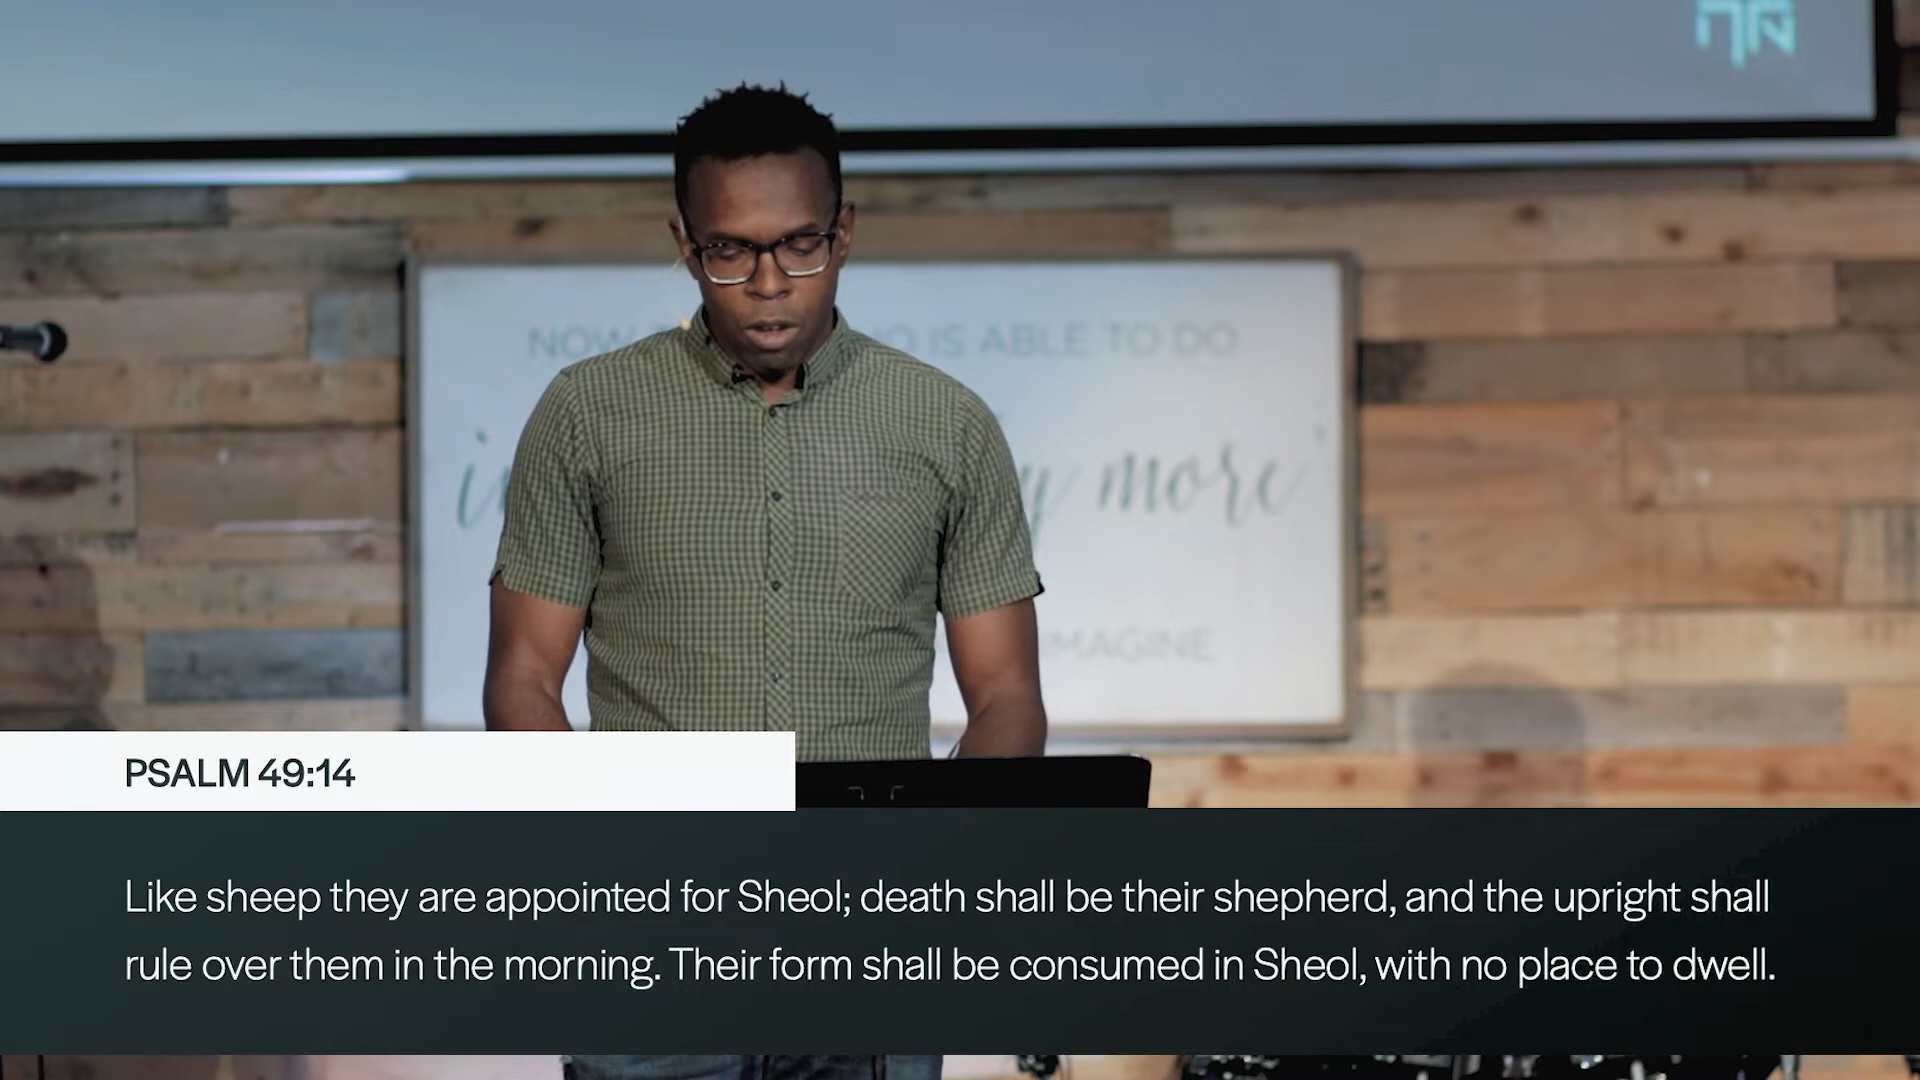 NOW IS ABLE TO DO
more
IMAGINE
PSALM 49:14
Like sheep they are appointed for Sheol; death shall be their shepherd, and the upright shall
rule over them in the morning. Their form shall be consumed in Sheol, with no place to dwell.